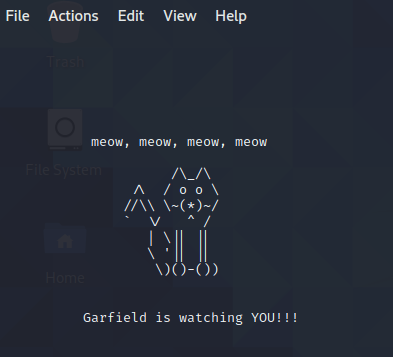 File Actions Edit View Help
Trash
meow, meow, meow, meow
File System
Home
Garfield is watching YOU!!!